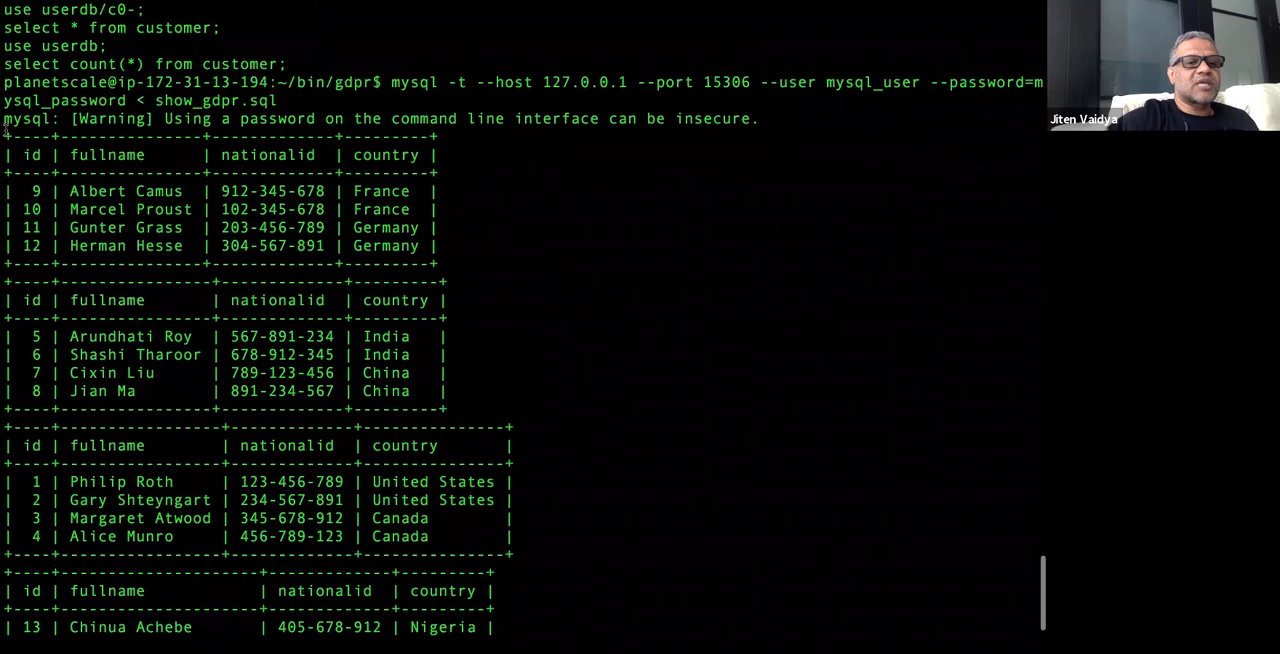 use userdb/c0-;
select * from customer;
use userdb;
select count(*) from customer;
planetscale@ip-172-31-13-194:~/bin/gdpr$ mysql -t --host 127.0.0.1 --port 15306 --user mysql_user --password=m
ysql_password < show_gdpr.sql
mysql: [Warning] Using a password on the command line interface can be insecure.
+----+---------------+-------------+---------+
| id | fullname      | nationalid  | country |
+----+---------------+-------------+---------+
|  9 | Albert Camus  | 912-345-678 | France  |
| 10 | Marcel Proust | 102-345-678 | France  |
| 11 | Gunter Grass  | 203-456-789 | Germany |
| 12 | Herman Hesse  | 304-567-891 | Germany |
+----+---------------+-------------+---------+
+----+----------------+-------------+---------+
| id | fullname       | nationalid  | country |
+----+----------------+-------------+---------+
|  5 | Arundhati Roy  | 567-891-234 | India   |
|  6 | Shashi Tharoor | 678-912-345 | India   |
|  7 | Cixin Liu      | 789-123-456 | China   |
|  8 | Jian Ma        | 891-234-567 | China   |
+----+----------------+-------------+---------+
+----+-----------------+-------------+---------------+
| id | fullname        | nationalid  | country       |
+----+-----------------+-------------+---------------+
|  1 | Philip Roth     | 123-456-789 | United States |
|  2 | Gary Shteyngart | 234-567-891 | United States |
|  3 | Margaret Atwood | 345-678-912 | Canada        |
|  4 | Alice Munro     | 456-789-123 | Canada        |
+----+-----------------+-------------+---------------+
+----+---------------------+-------------+---------+
| id | fullname            | nationalid  | country |
+----+---------------------+-------------+---------+
| 13 | Chinua Achebe       | 405-678-912 | Nigeria |
Jiten Vaidya